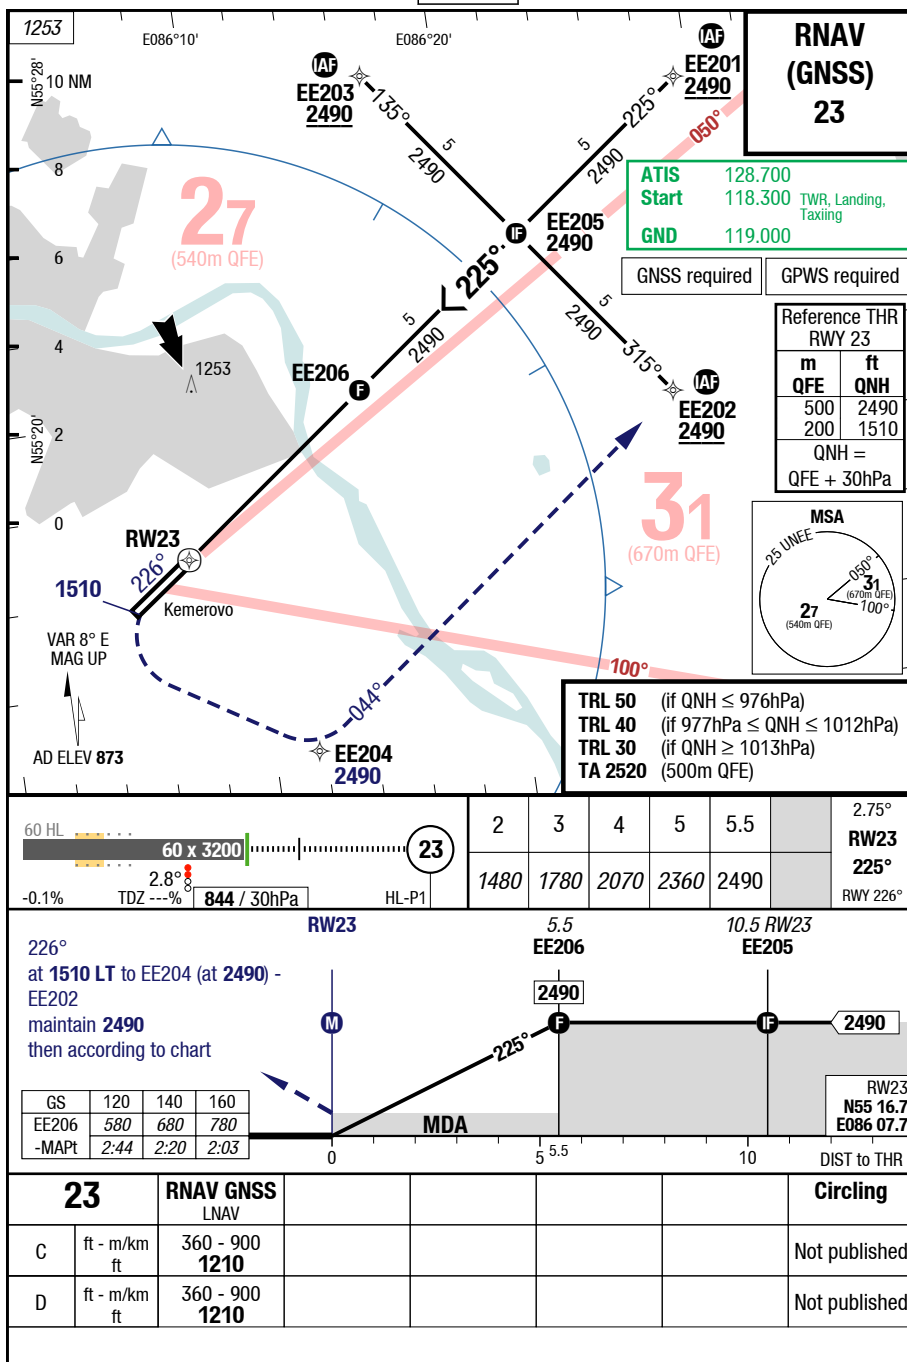 1253
E086°10'
E086°20'
N55°28'
10 NM
8
6
4
2
0
N55°20'
IAF
EE203
2490
135°
5
2490
IAF
EE201
2490
225°
5
2490
050°
RNAV
(GNSS)
23
ATIS 128.700
Start 118.300 TWR, Landing,
Taxiing
GND 119.000
GNSS required
GPWS required
27
(540m QFE)
IF
EE205
2490
225°
5
2490
5
2490
315°
IAF
EE202
2490
1253
EE206
F
Reference THR
RWY 23
m ft
QFE QNH
500 2490
200 1510
QNH =
QFE + 30hPa
31
(670m QFE)
MSA
25 UNEE
050°
31
(670m QFE)
100°
27
(540m QFE)
RW23
226°
1510
Kemerovo
VAR 8° E
MAG UP
AD ELEV 873
044°
EE204
2490
100°
TRL 50 (if QNH ≤ 976hPa)
TRL 40 (if 977hPa ≤ QNH ≤ 1012hPa)
TRL 30 (if QNH ≥ 1013hPa)
TA 2520 (500m QFE)
60 HL
60 x 3200
23
2.8°
-0.1% TDZ ---% 844 / 30hPa HL-P1
2 3 4 5 5.5
1480 1780 2070 2360 2490
2.75°
RW23
225°
RWY 226°
RW23
5.5
EE206
10.5 RW23
EE205
226°
at 1510 LT to EE204 (at 2490) -
EE202
maintain 2490
then according to chart
M
2490
F
IF
2490
225°
MDA
RW23
N55 16.7
E086 07.7
GS 120 140 160
EE206 580 680 780
-MAPt 2:44 2:20 2:03
0 5 5.5 10 DIST to THR
23 RNAV GNSS Circling
LNAV
C ft - m/km 360 - 900 Not published
ft 1210
D ft - m/km 360 - 900 Not published
ft 1210